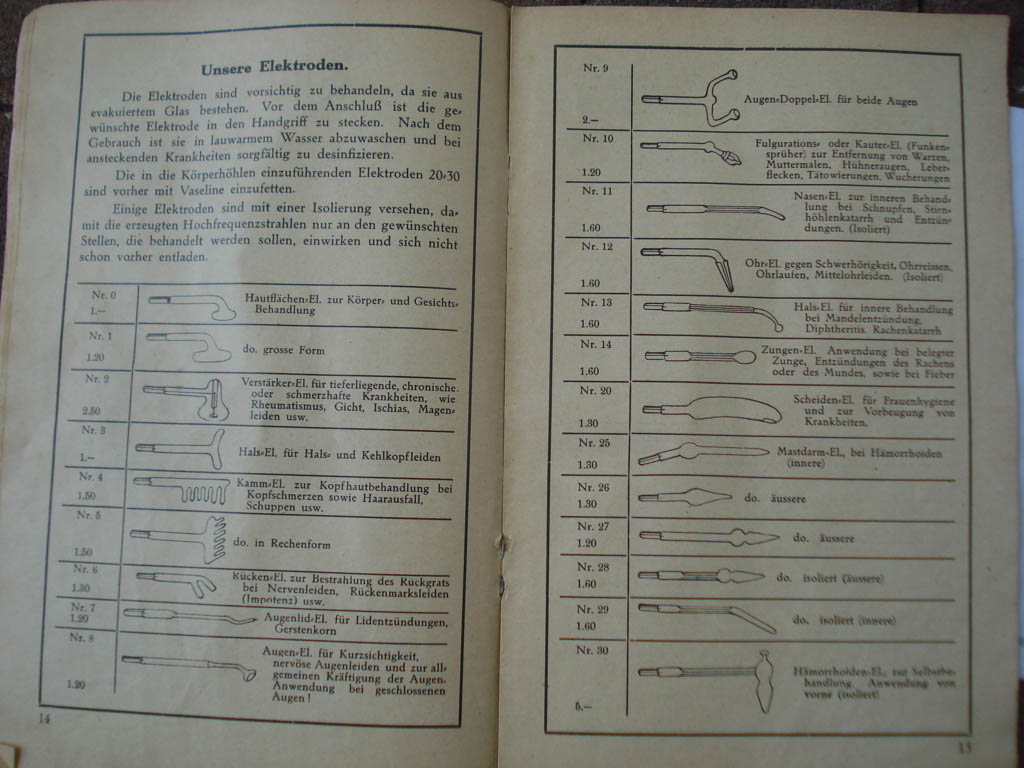 Unsere Elektroden.
Die Elektroden sind vorsichtig zu behandeln, da sie aus
evakuiertem Glas bestehen. Vor dem Anschluß ist die ge⸗
wünschte Elektrode in den Handgriff zu stecken. Nach dem
Gebrauch ist sie in lauwarmem Wasser abzuwaschen und bei
ansteckenden Krankheiten sorgfältig zu desinfizieren.
Die in die Körperhöhlen einzuführenden Elektroden 20⸗30
sind vorher mit Vaseline einzufetten.
Einige Elektroden sind mit einer Isolierung versehen, da⸗
mit die erzeugten Hochfrequenzstrahlen nur an den gewünschten
Stellen, die behandelt werden sollen, einwirken und sich nicht
schon vorher entladen.
Nr. 0
1.—
Hautflächen⸗El. zur Körper⸗ und Gesichts⸗
Behandlung
Nr. 1
1.20
do. grosse Form
Nr. 2
2.50
Verstärker⸗El. für tieferliegende, chronische
oder schmerzhafte Krankheiten, wie
Rheumatismus, Gicht, Ischias, Magen⸗
leiden usw.
Nr. 3
1.—
Hals⸗El. für Hals⸗ und Kehlkopfleiden
Nr. 4
1.50
Kamm⸗El. zur Kopfhautbehandlung bei
Kopfschmerzen sowie Haarausfall,
Schuppen usw.
Nr. 5
1.50
do. in Rechenform
Nr. 6
1.30
Rücken⸗El. zur Bestrahlung des Rückgrats
bei Nervenleiden, Rückenmarksleiden
(Impotenz) usw.
Nr. 7
1.20
Augenlid⸗El. für Lidentzündungen,
Gerstenkorn
Nr. 8
1.20
Augen⸗El. für Kurzsichtigkeit,
nervöse Augenleiden und zur all⸗
gemeinen Kräftigung der Augen.
Anwendung bei geschlossenen
Augen!
14
Nr. 9
2.—
Augen⸗Doppel⸗El. für beide Augen
Nr. 10
1.20
Fulgurations⸗ oder Kauter⸗El. (Funken⸗
sprüher) zur Entfernung von Warzen,
Muttermalen, Hühneraugen, Leber⸗
flecken, Tätowierungen, Wucherungen
Nr. 11
1.60
Nasen⸗El. zur inneren Behand⸗
lung bei Schnupfen, Stirn⸗
höhlenkatarrh und Entzün⸗
dungen. (Isoliert)
Nr. 12
1.60
Ohr⸗El. gegen Schwerhörigkeit, Ohrreissen,
Ohrlaufen, Mittelohrleiden. (Isoliert)
Nr. 13
1.60
Hals⸗El. für innere Behandlung
bei Mandelentzündung,
Diphtheritis, Rachenkatarrh
Nr. 14
1.60
Zungen⸗El. Anwendung bei belegter
Zunge, Entzündungen des Rachens
oder des Mundes, sowie bei Fieber
Nr. 20
1.30
Scheiden⸗El. für Frauenhygiene
und zur Vorbeugung von
Krankheiten.
Nr. 25
1.30
Mastdarm⸗El., bei Hämorrhoiden
(innere)
Nr. 26
1.30
do. äussere
Nr. 27
1.20
do. äussere
Nr. 28
1.60
do. isoliert (äussere)
Nr. 29
1.60
do. isoliert (innere)
Nr. 30
5.—
Hämorrhoiden⸗El. zur Selbstbe⸗
handlung. Anwendung von
vorne (isoliert)
15